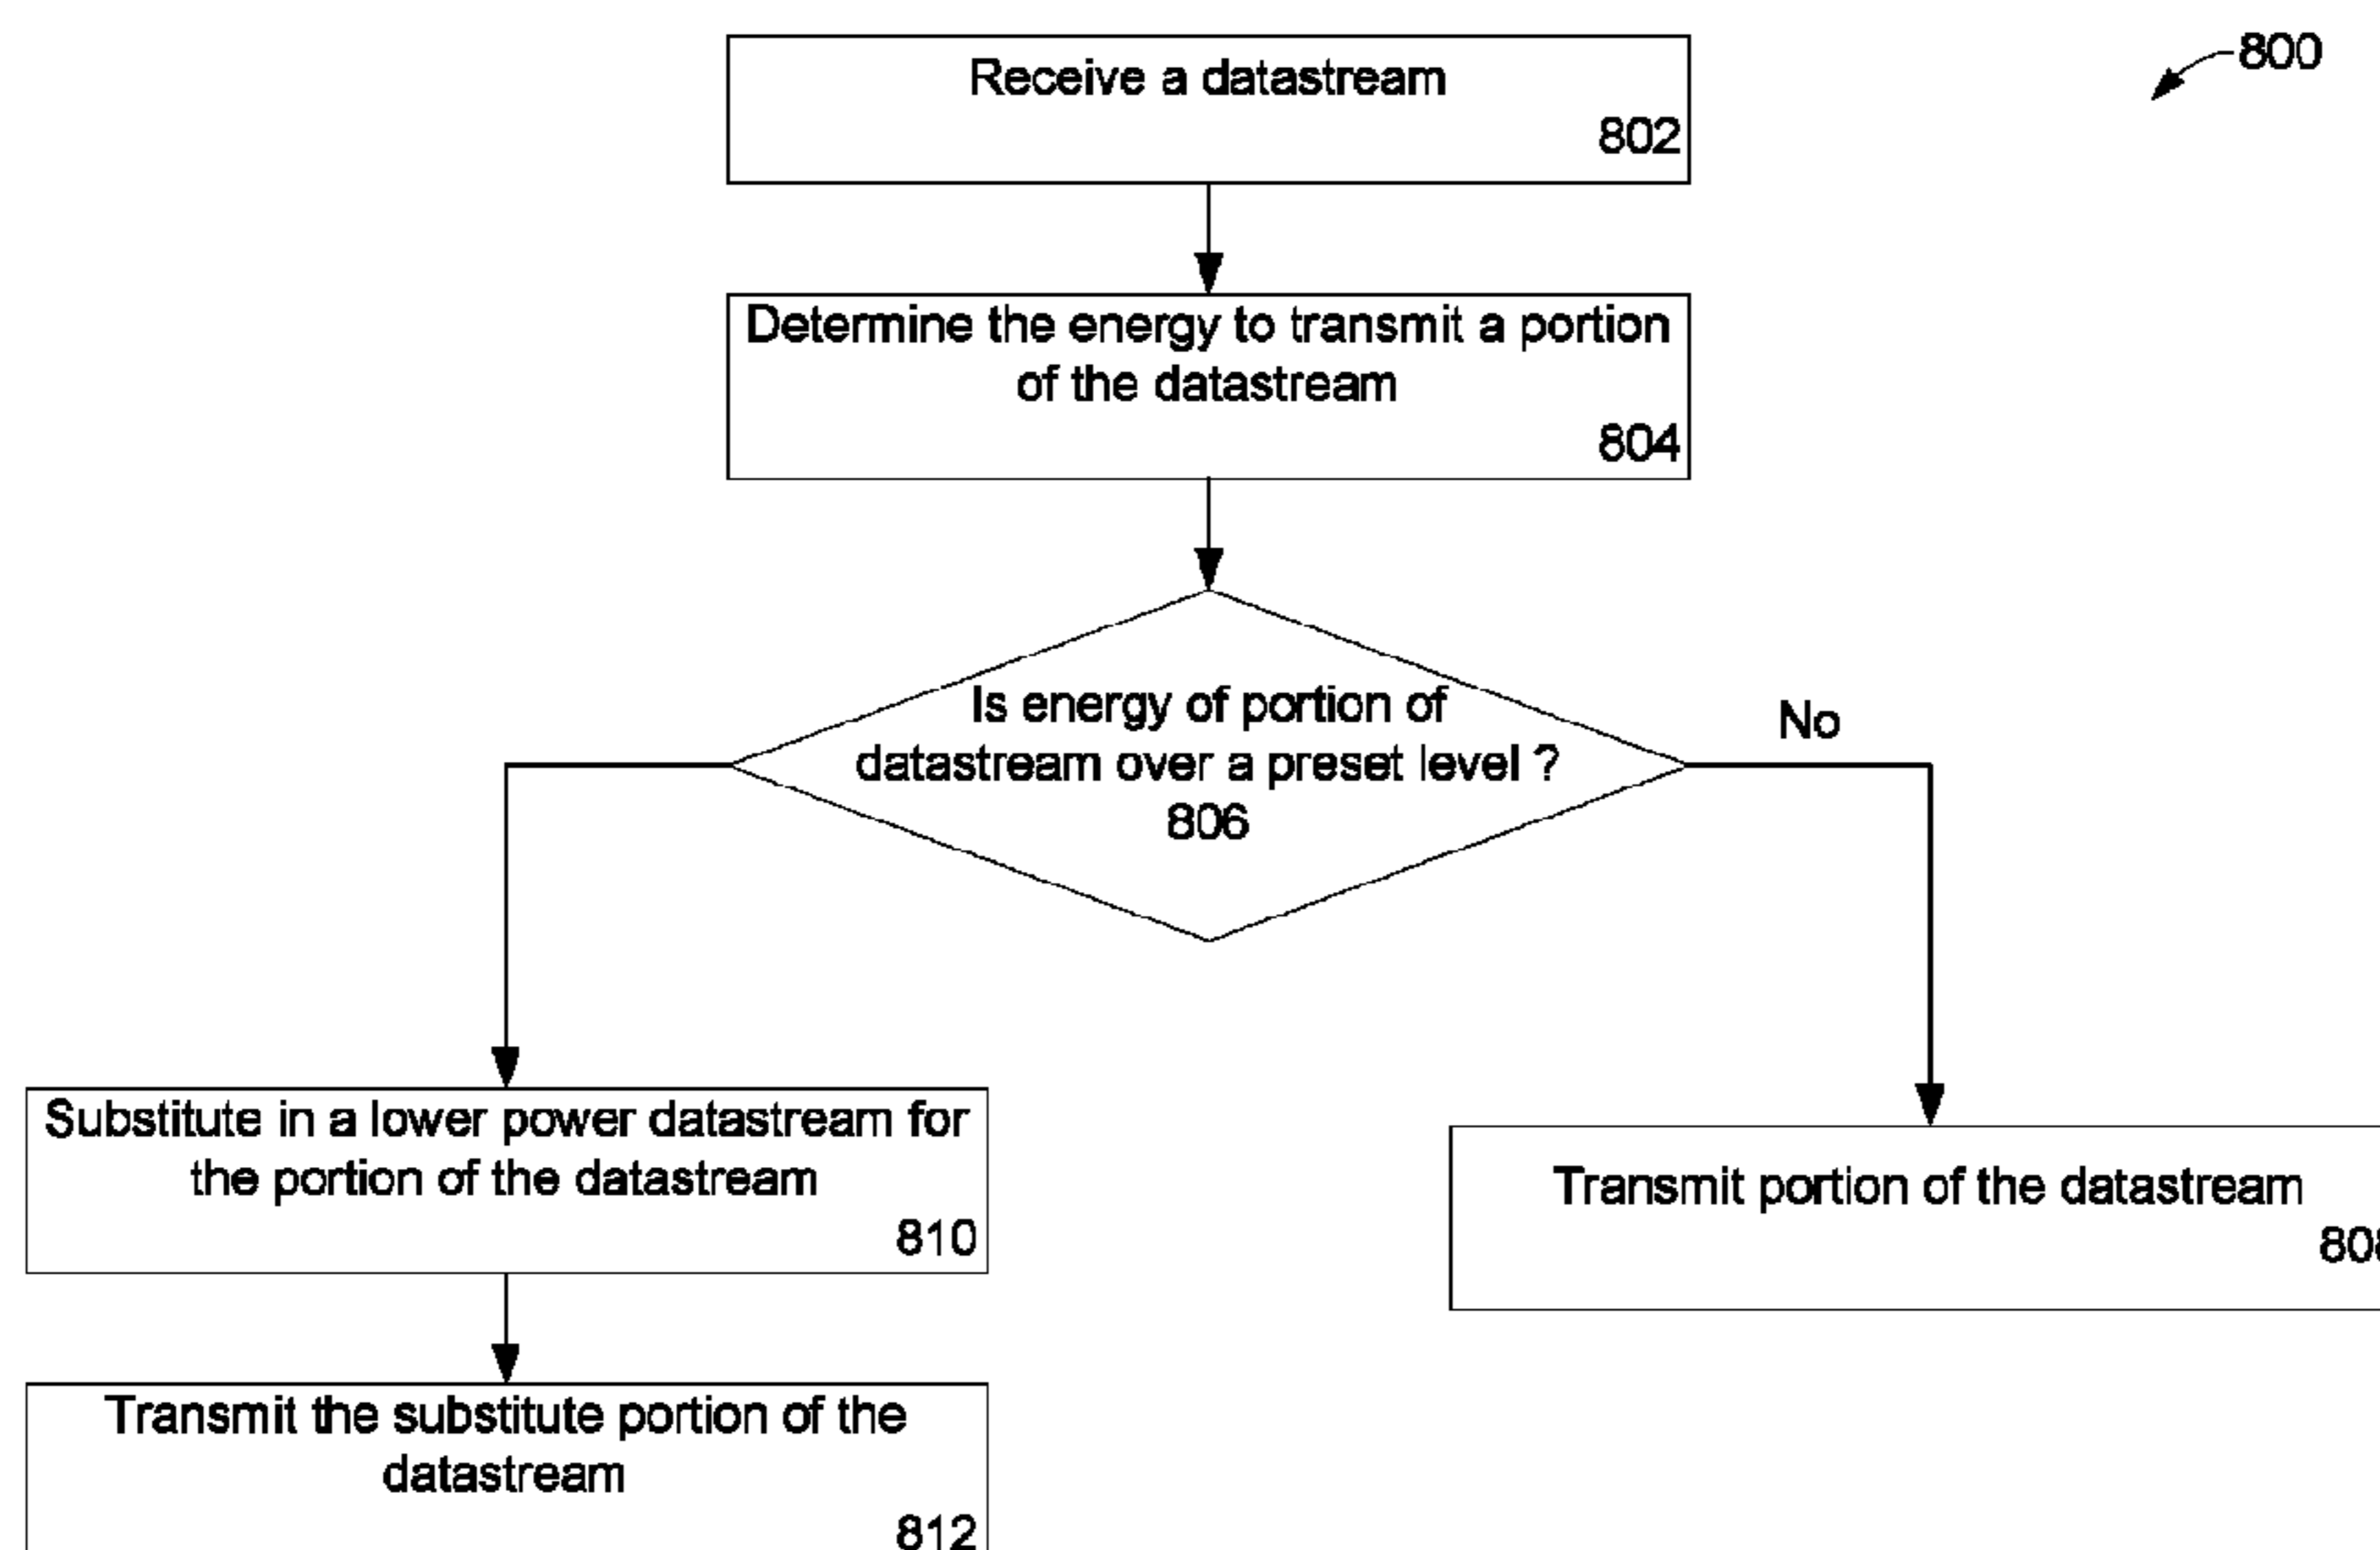 800
Receive a datastream
802
Determine the energy to transmit a portion
of the datastream
804
Is energy of portion of
datastream over a preset level ?
806
No
Substitute in a lower power datastream for
the portion of the datastream
810
Transmit portion of the datastream
808
Transmit the substitute portion of the
datastream
812